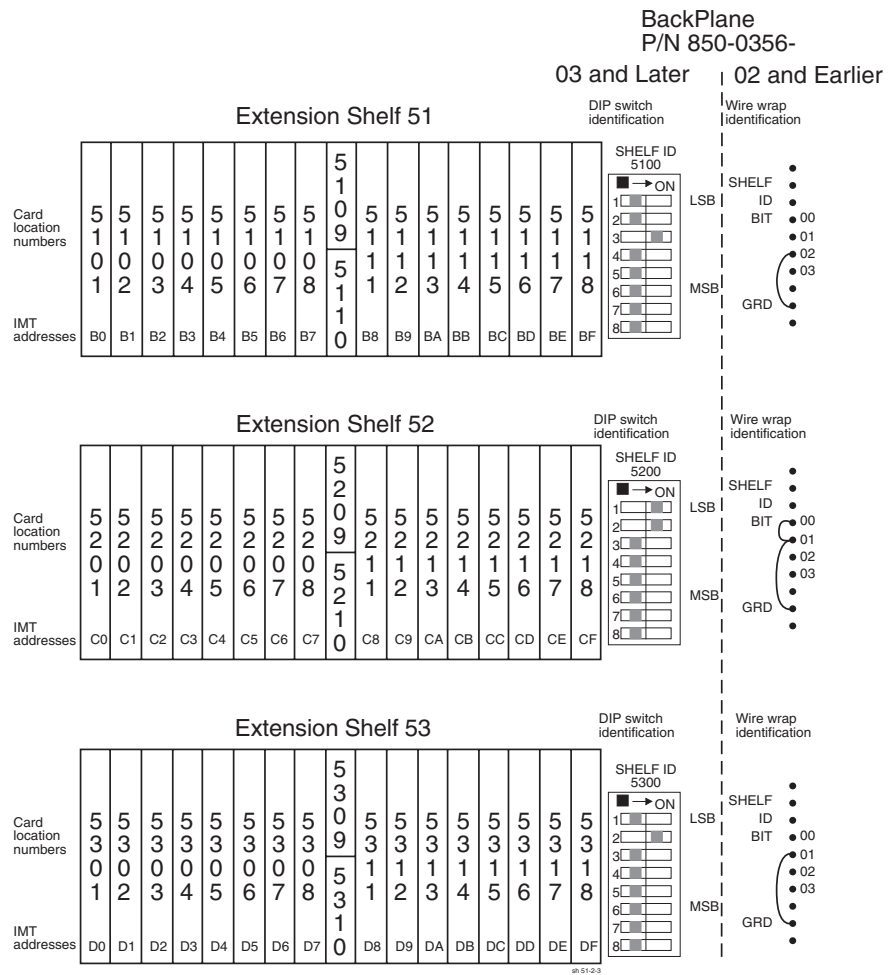 BackPlane
P/N 850-0356-
03 and Later
02 and Earlier
Extension Shelf 51
DIP switch
identification
Wire wrap
identification
Card
location
numbers
5101 5102 5103 5104 5105 5106 5107 5108 5109 5110 5111 5112 5113 5114 5115 5116 5117 5118
IMT
addresses
B0 B1 B2 B3 B4 B5 B6 B7 B8 B9 BA BB BC BD BE BF
SHELF ID
5100
→ ON
1
2
3
4
5
6
7
8
LSB
MSB
SHELF
ID
BIT
00
01
02
03
GRD
Extension Shelf 52
DIP switch
identification
Wire wrap
identification
Card
location
numbers
5201 5202 5203 5204 5205 5206 5207 5208 5209 5210 5211 5212 5213 5214 5215 5216 5217 5218
IMT
addresses
C0 C1 C2 C3 C4 C5 C6 C7 C8 C9 CA CB CC CD CE CF
SHELF ID
5200
→ ON
1
2
3
4
5
6
7
8
LSB
MSB
SHELF
ID
BIT
00
01
02
03
GRD
Extension Shelf 53
DIP switch
identification
Wire wrap
identification
Card
location
numbers
5301 5302 5303 5304 5305 5306 5307 5308 5309 5310 5311 5312 5313 5314 5315 5316 5317 5318
IMT
addresses
D0 D1 D2 D3 D4 D5 D6 D7 D8 D9 DA DB DC DD DE DF
SHELF ID
5300
→ ON
1
2
3
4
5
6
7
8
LSB
MSB
SHELF
ID
BIT
00
01
02
03
GRD
sh 51-2-3